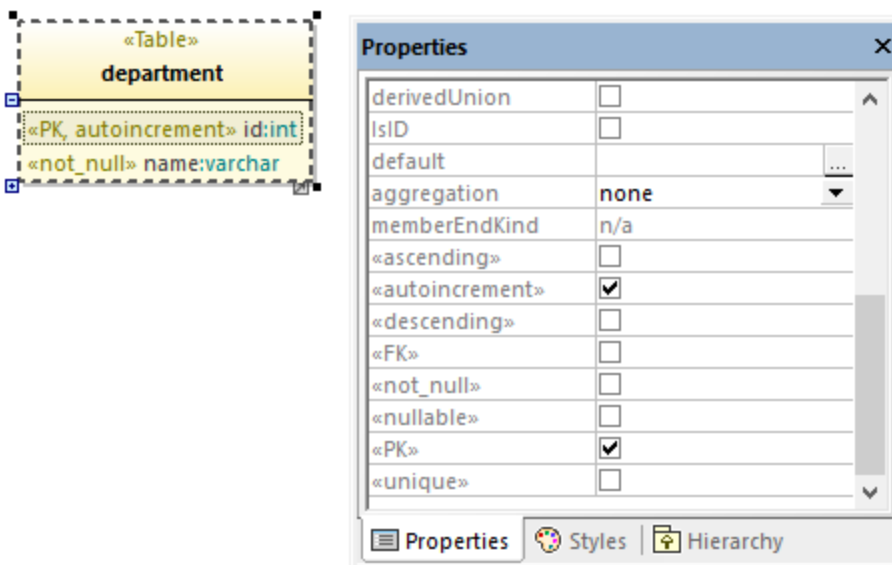 «Table»
department
«PK, autoincrement» id:int
«not_null» name:varchar
Properties
derivedUnion
IsID
default ...
aggregation none
memberEndKind n/a
«ascending»
«autoincrement»
«descending»
«FK»
«not_null»
«nullable»
«PK»
«unique»
Properties Styles Hierarchy